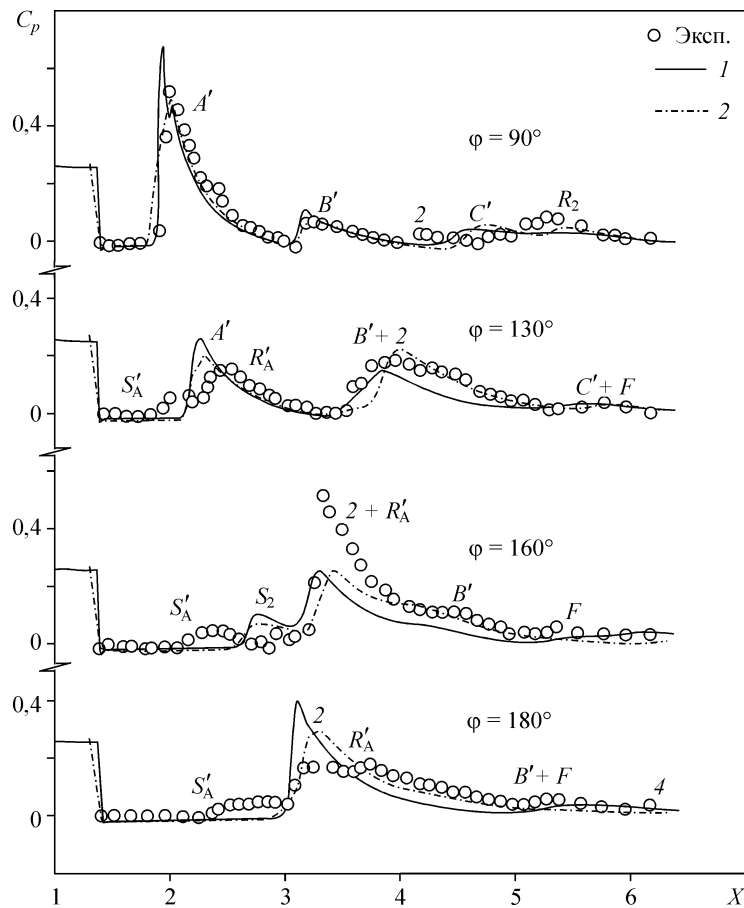 C_p
Эксп.
1
2
0,4
A′
φ = 90°
B′
2
C′
R_2
0
0,4
A′
φ = 130°
S′_A
R′_A
B′ + 2
C′ + F
0
0,4
2 + R′_A
φ = 160°
S′_A
S_2
B′
F
0
0,4
2
φ = 180°
R′_A
S′_A
B′ + F
4
0
1 2 3 4 5 6 X